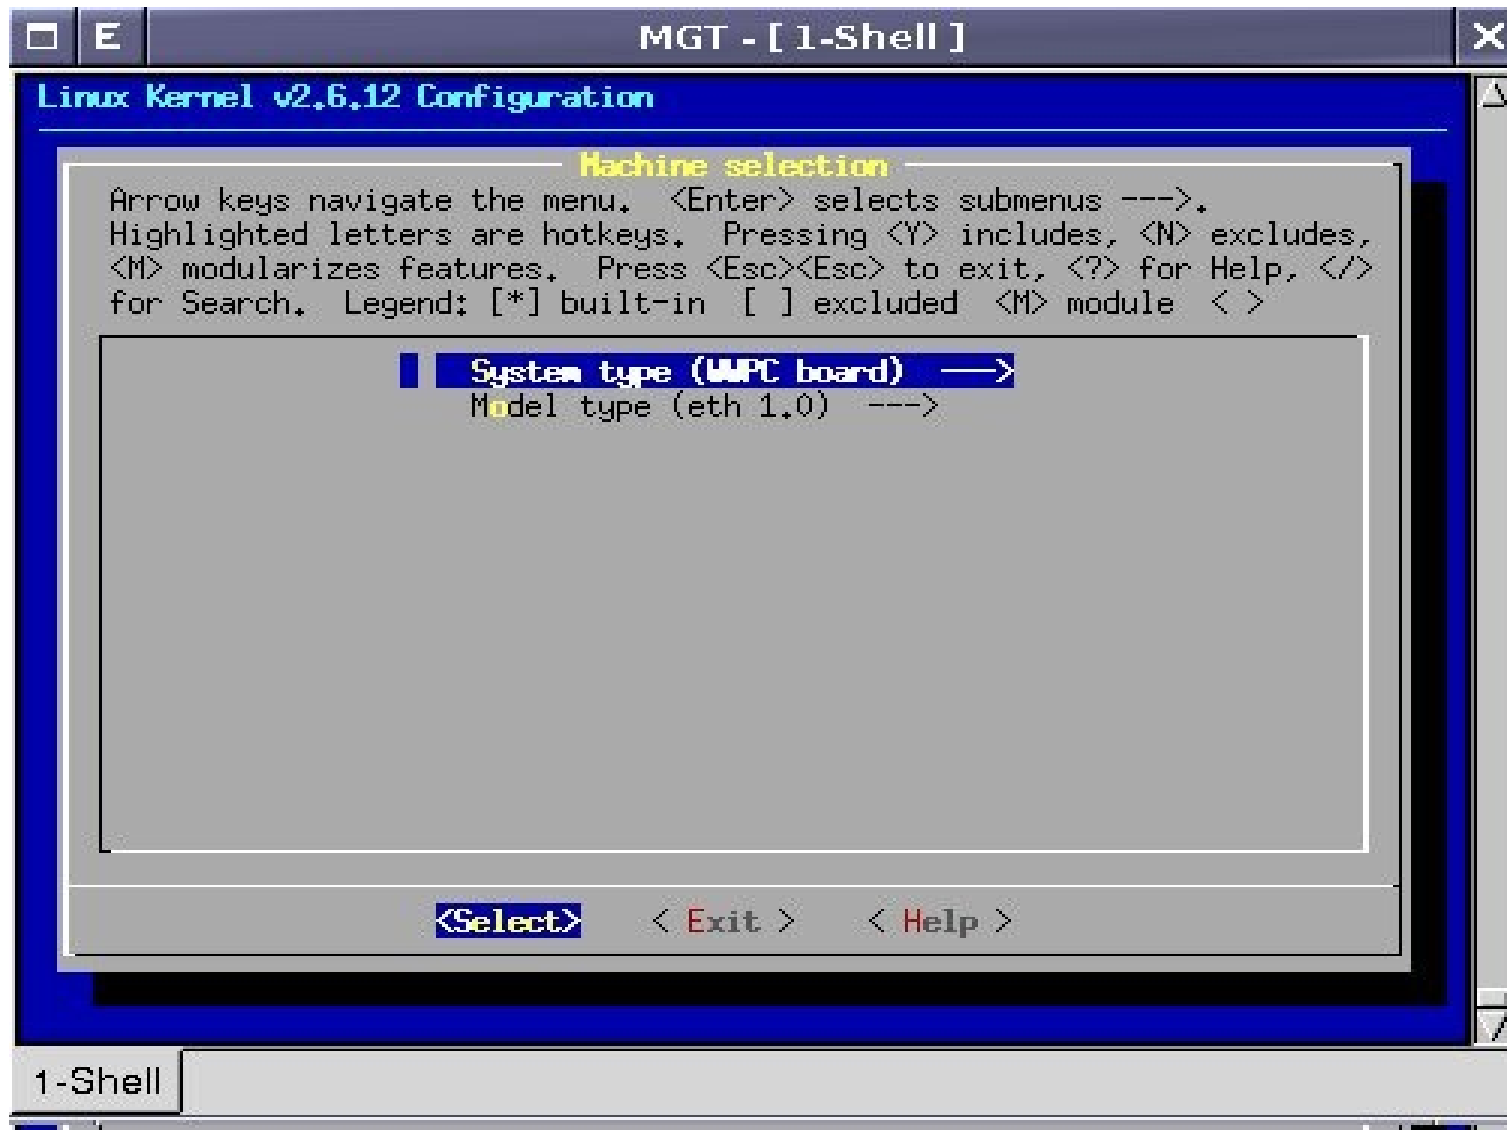 E
MGT - [ 1-Shell ]
X
Linux Kernel v2.6.12 Configuration
Machine selection
Arrow keys navigate the menu.  <Enter> selects submenus --->.
Highlighted letters are hotkeys.  Pressing <Y> includes, <N> excludes,
<M> modularizes features.  Press <Esc><Esc> to exit, <?> for Help, </>
for Search.  Legend: [*] built-in  [ ] excluded  <M> module  < >
System type (WWPC board)  --->
Model type (eth 1.0)  --->
<Select>    < Exit >    < Help >
1-Shell